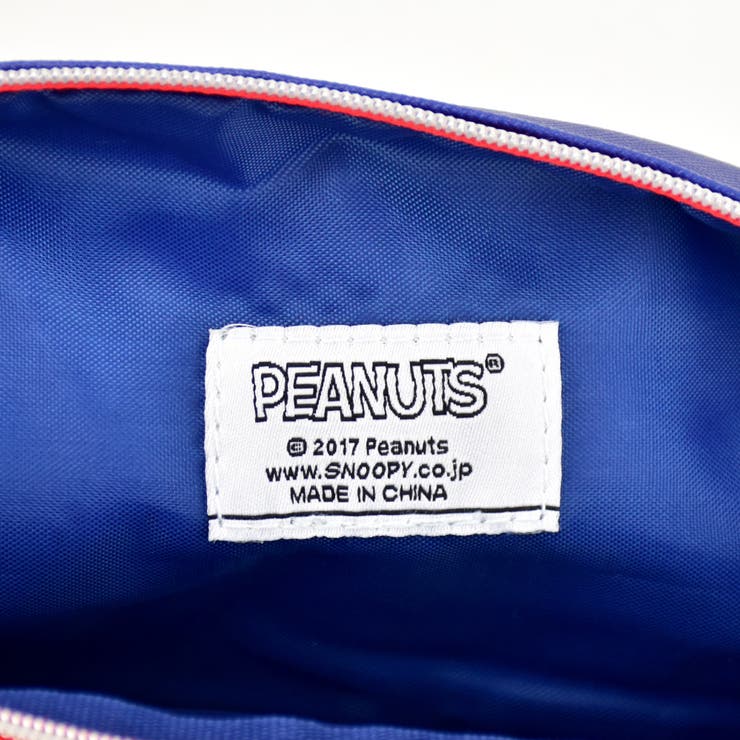 PEANUTS®
© 2017 Peanuts
www.SNOOPY.co.jp
MADE IN CHINA